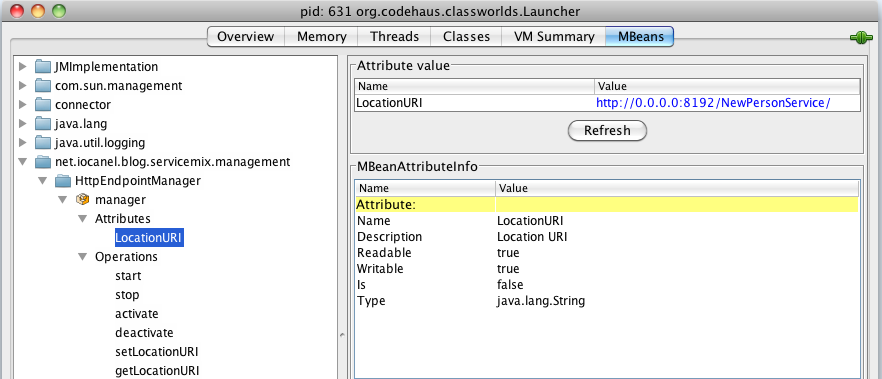 pid: 631 org.codehaus.classworlds.Launcher
Overview Memory Threads Classes VM Summary MBeans
JMImplementation
com.sun.management
connector
java.lang
java.util.logging
net.iocanel.blog.servicemix.management
HttpEndpointManager
manager
Attributes
LocationURI
Operations
start
stop
activate
deactivate
setLocationURI
getLocationURI
Attribute value
Name Value
LocationURI http://0.0.0.0:8192/NewPersonService/
Refresh
MBeanAttributeInfo
Name Value
Attribute:
Name LocationURI
Description Location URI
Readable true
Writable true
Is false
Type java.lang.String